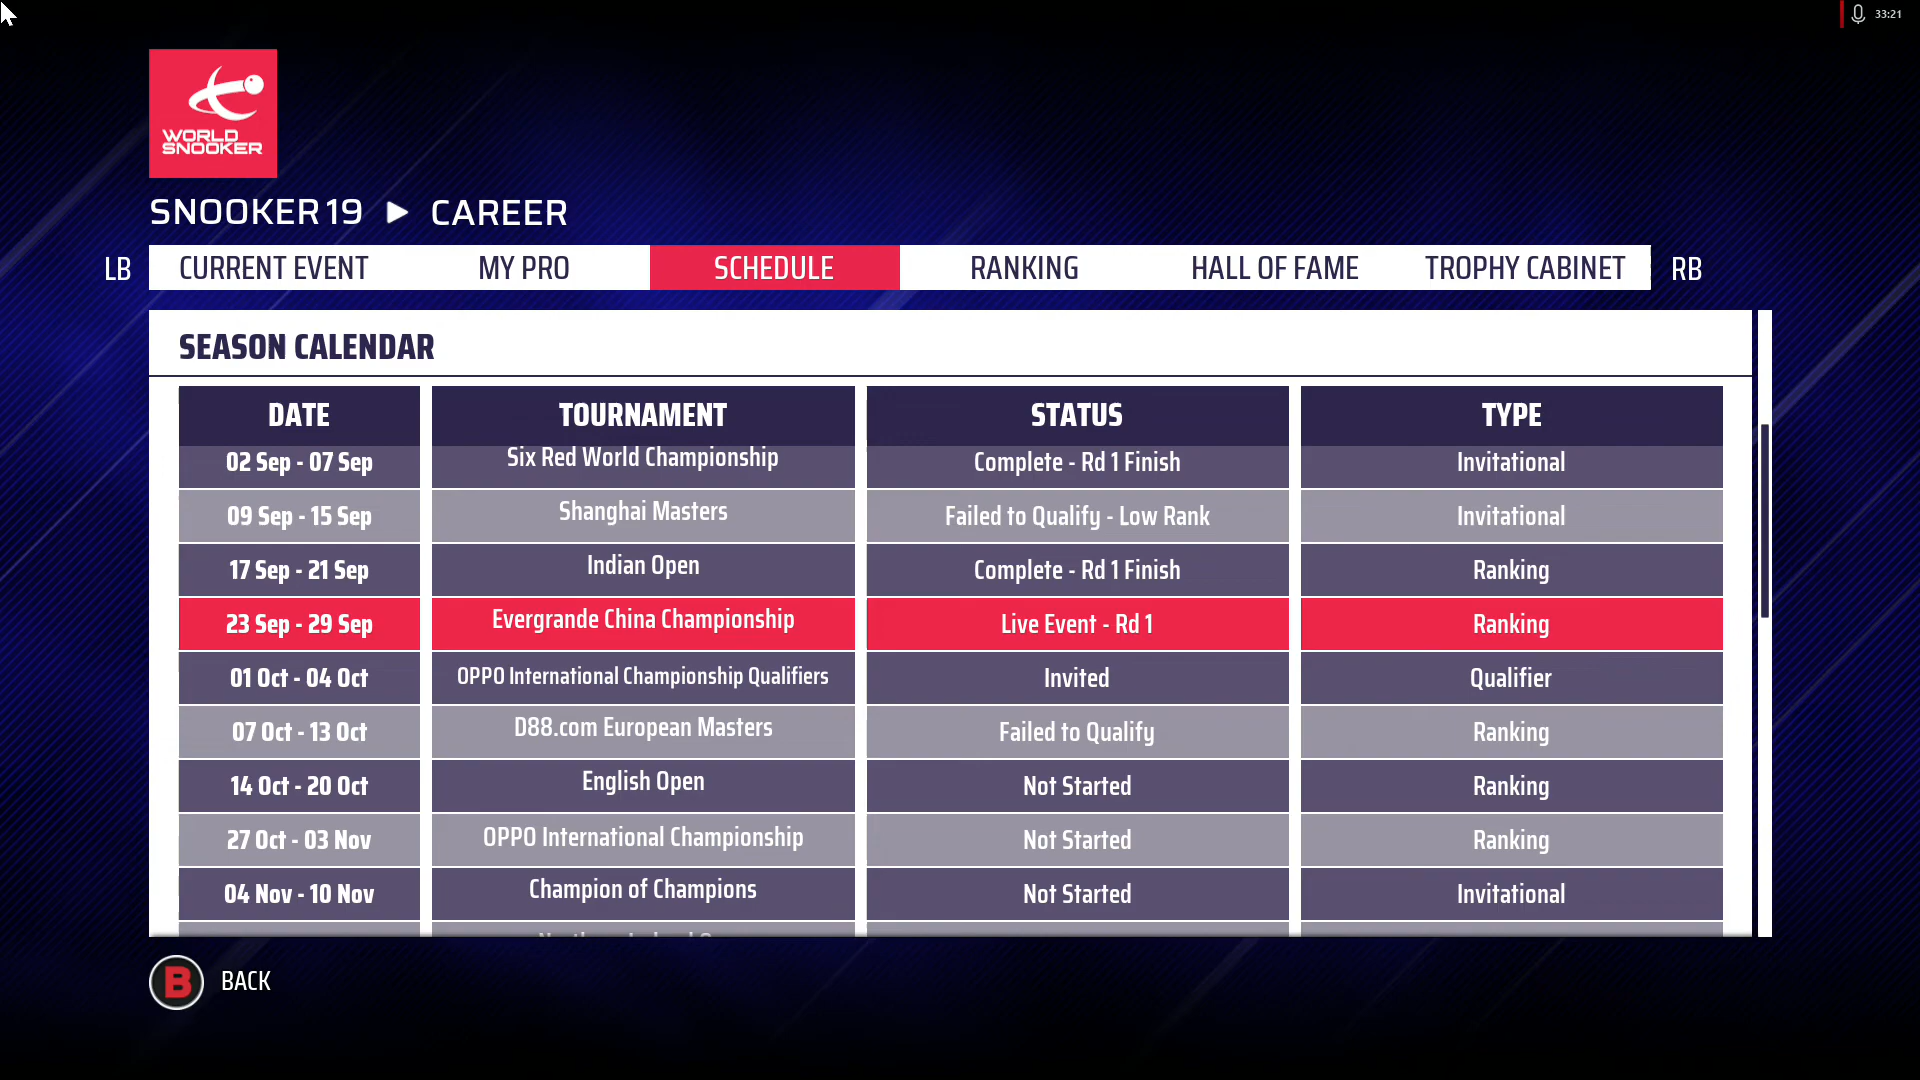 33:21
WORLD
SNOOKER
SNOOKER 19 CAREER
LB CURRENT EVENT MY PRO SCHEDULE RANKING HALL OF FAME TROPHY CABINET RB
SEASON CALENDAR
DATE TOURNAMENT STATUS TYPE
02 Sep - 07 Sep Six Red World Championship Complete - Rd 1 Finish Invitational
09 Sep - 15 Sep Shanghai Masters Failed to Qualify - Low Rank Invitational
17 Sep - 21 Sep Indian Open Complete - Rd 1 Finish Ranking
23 Sep - 29 Sep Evergrande China Championship Live Event - Rd 1 Ranking
01 Oct - 04 Oct OPPO International Championship Qualifiers Invited Qualifier
07 Oct - 13 Oct D88.com European Masters Failed to Qualify Ranking
14 Oct - 20 Oct English Open Not Started Ranking
27 Oct - 03 Nov OPPO International Championship Not Started Ranking
04 Nov - 10 Nov Champion of Champions Not Started Invitational
B BACK